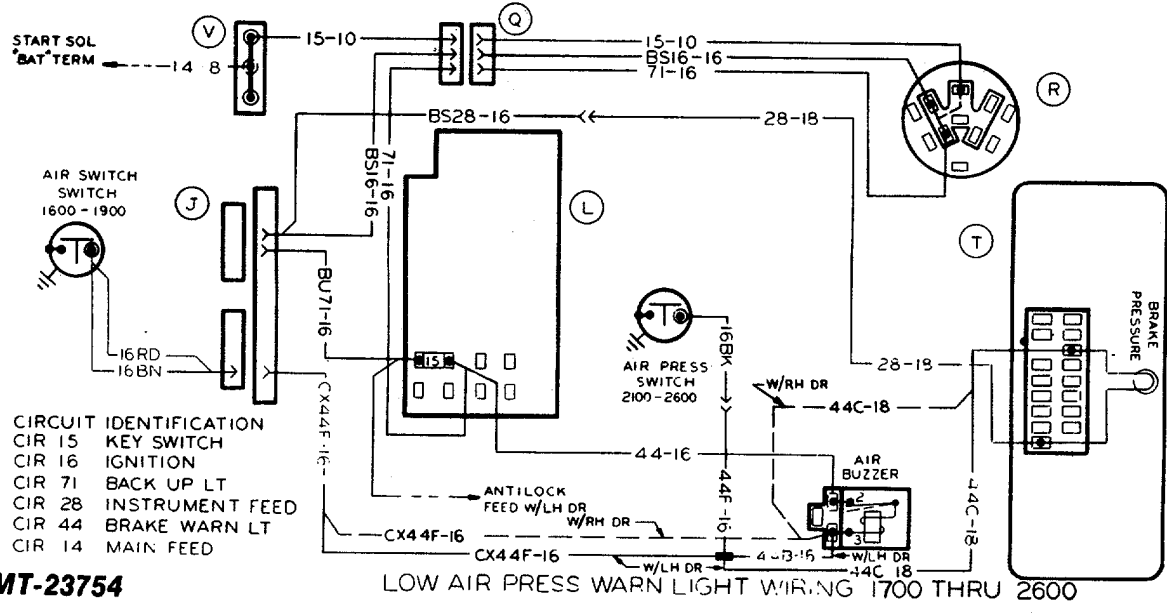 V
Q
START SOL
"BAT" TERM
14 8
15-10
15-10
BS16-16
71-16
R
BS28-16
28-18
AIR SWITCH
SWITCH
1600-1900
J
BS16-16
71-16
L
T
BU71-16
16BK
BRAKE
PRESSURE
16RD
16BN
15
AIR PRESS
SWITCH
2100-2600
28-18
W/RH DR
44C-18
CX44F-16
CIRCUIT IDENTIFICATION
CIR 15 KEY SWITCH
CIR 16 IGNITION
CIR 71 BACK UP LT
CIR 28 INSTRUMENT FEED
CIR 44 BRAKE WARN LT
CIR 14 MAIN FEED
44-16
44F-16
AIR
BUZZER
2
3
44C-18
ANTILOCK
FEED W/LH DR
W/RH DR
CX44F-16
CX44F-16
W/LH DR
W/LH DR
44C 18
MT-23754
LOW AIR PRESS WARN LIGHT WIRING 1700 THRU 2600